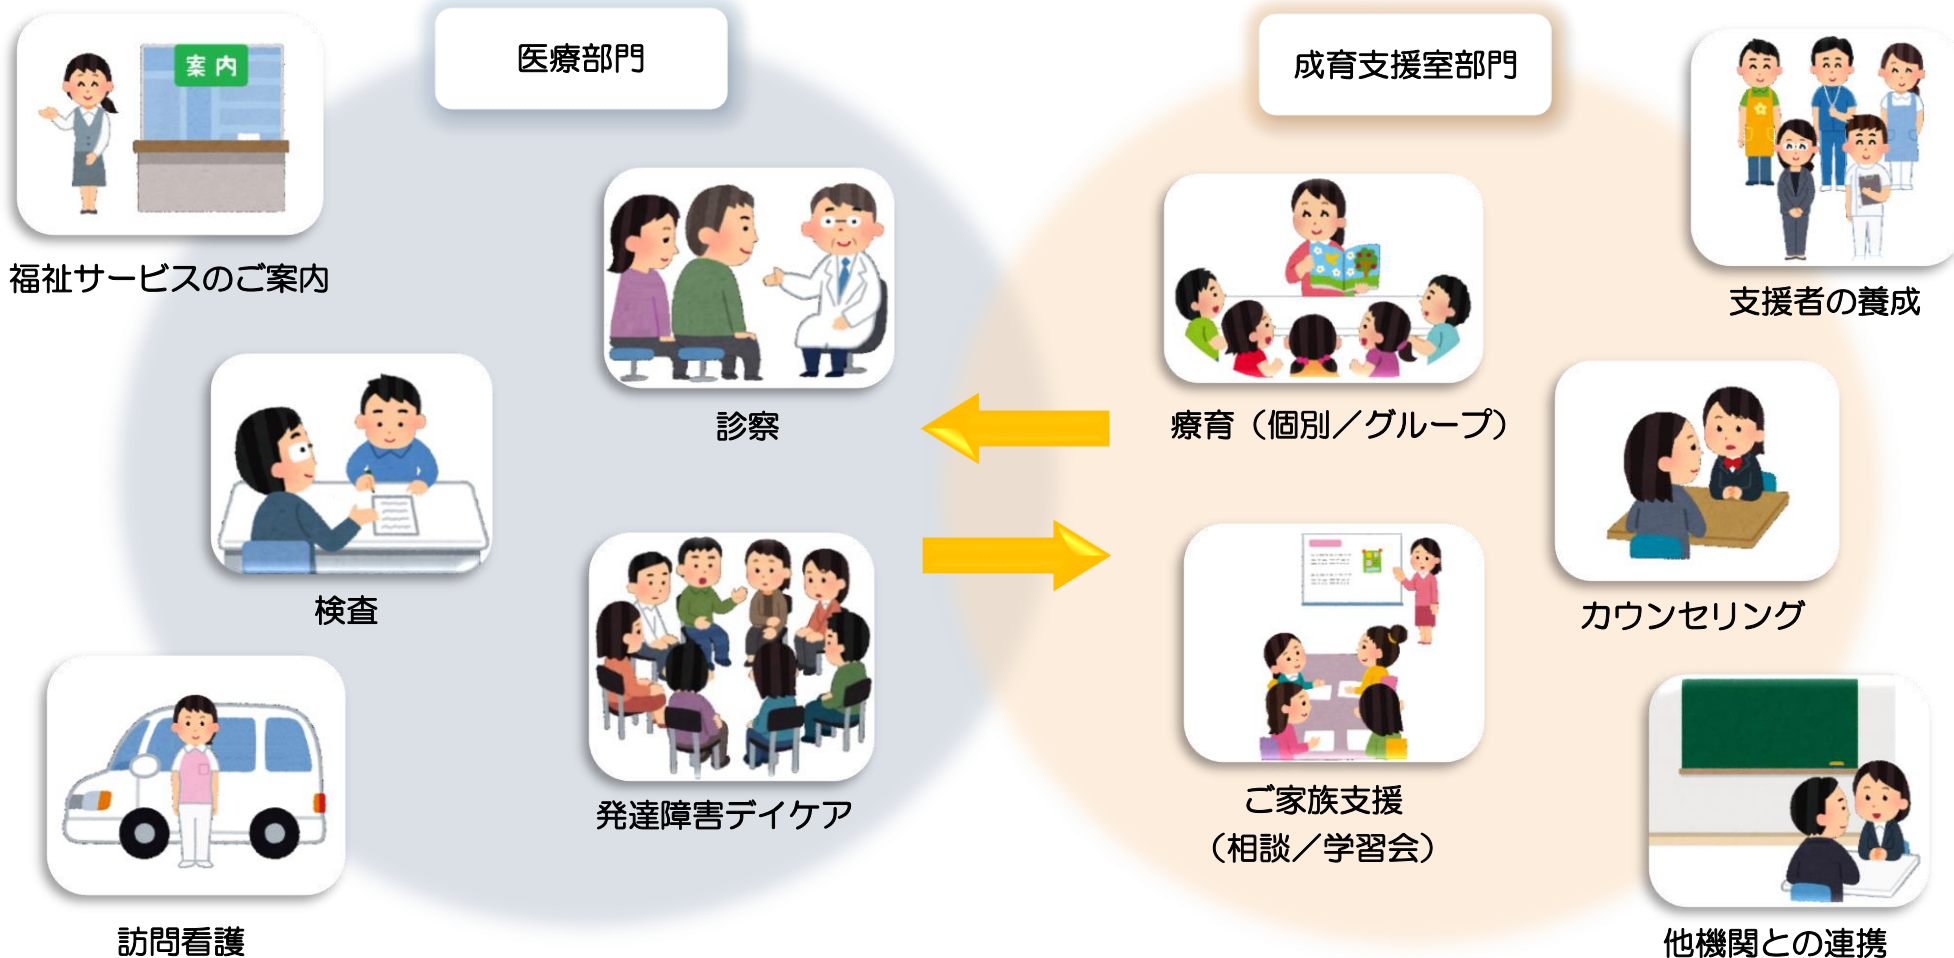 医療部門
案内
福祉サービスのご案内
診察
検査
発達障害デイケア
訪問看護
成育支援室部門
支援者の養成
療育（個別／グループ）
カウンセリング
ご家族支援
（相談／学習会）
他機関との連携